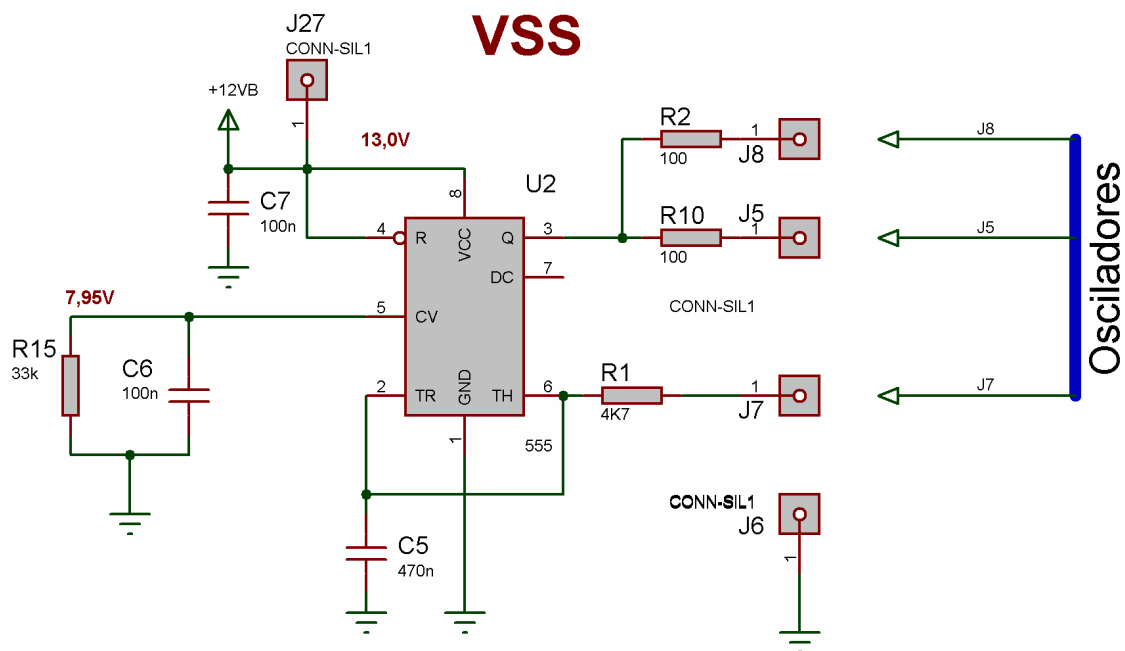 VSS
J27
CONN-SIL1
+12VB
1
13,0V
C7
100n
8
U2
4
R
VCC
Q
3
DC
7
R2
100
1
J8
R10
100
J5
1
CONN-SIL1
J8
J5
J7
Osciladores
7,95V
5
CV
R15
33k
C6
100n
2
TR
GND
TH
6
1
555
R1
4K7
1
J7
CONN-SIL1
J6
1
C5
470n